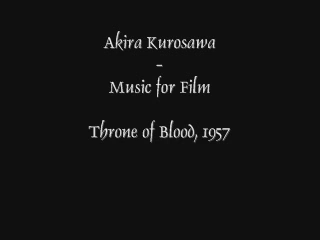 Akira Kurosawa
-
Music for Film
Throne of Blood, 1957